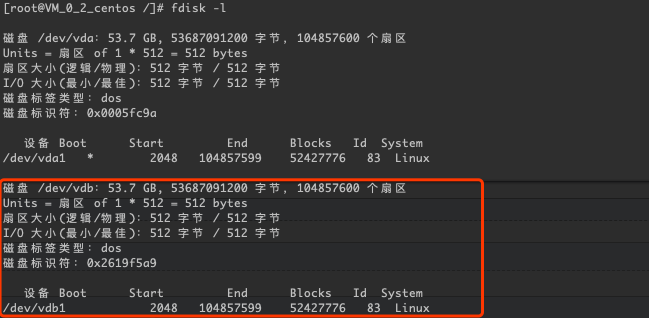 [root@VM_0_2_centos /]# fdisk -l
磁盘 /dev/vda: 53.7 GB, 53687091200 字节, 104857600 个扇区
Units = 扇区 of 1 * 512 = 512 bytes
扇区大小(逻辑/物理): 512 字节 / 512 字节
I/O 大小(最小/最佳): 512 字节 / 512 字节
磁盘标签类型: dos
磁盘标识符: 0x0005fc9a
设备 Boot Start End Blocks Id System
/dev/vda1 * 2048 104857599 52427776 83 Linux
磁盘 /dev/vdb: 53.7 GB, 53687091200 字节, 104857600 个扇区
Units = 扇区 of 1 * 512 = 512 bytes
扇区大小(逻辑/物理): 512 字节 / 512 字节
I/O 大小(最小/最佳): 512 字节 / 512 字节
磁盘标签类型: dos
磁盘标识符: 0x2619f5a9
设备 Boot Start End Blocks Id System
/dev/vdb1 2048 104857599 52427776 83 Linux